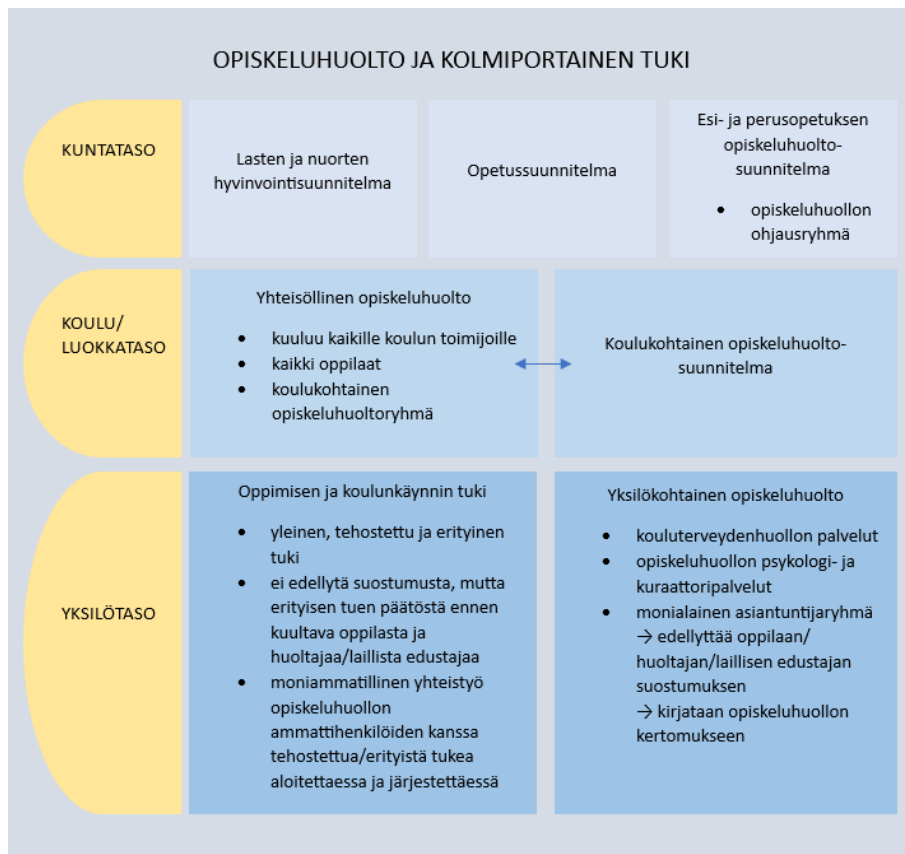 OPISKELUHUOLTO JA KOLMIPORTAINEN TUKI
KUNTATASO
Lasten ja nuorten
hyvinvointisuunnitelma
Opetussuunnitelma
Esi- ja perusopetuksen
opiskeluhuolto-
suunnitelma
• opiskeluhuollon
ohjausryhmä
KOULU/
LUOKKATASO
Yhteisöllinen opiskeluhuolto
• kuuluu kaikille koulun toimijoille
• kaikki oppilaat
• koulukohtainen
opiskeluhuoltoryhmä
Koulukohtainen opiskeluhuolto-
suunnitelma
YKSILÖTASO
Oppimisen ja koulunkäynnin tuki
• yleinen, tehostettu ja erityinen
tuki
• ei edellytä suostumusta, mutta
erityisen tuen päätöstä ennen
kuultava oppilasta ja
huoltajaa/laillista edustajaa
• moniammatillinen yhteistyö
opiskeluhuollon
ammattihenkilöiden kanssa
tehostettua/erityistä tukea
aloitettaessa ja järjestettäessä
Yksilökohtainen opiskeluhuolto
• kouluterveydenhuollon palvelut
• opiskeluhuollon psykologi- ja
kuraattoripalvelut
• monialainen asiantuntijaryhmä
→ edellyttää oppilaan/
huoltajan/laillisen edustajan
suostumuksen
→ kirjataan opiskeluhuollon
kertomukseen